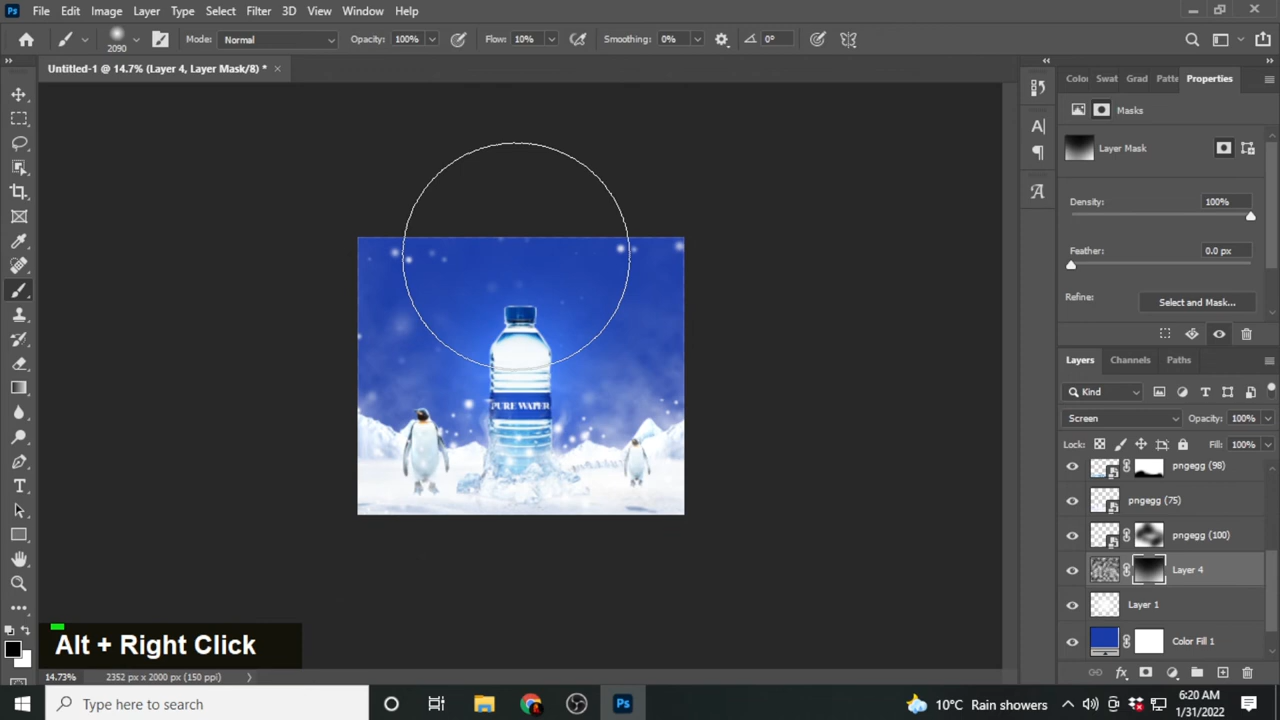 Ps File Edit Image Layer Type Select Filter 3D View Window Help
2090 Mode: Normal Opacity: 100% Flow: 10% Smoothing: 0% 0°
Untitled-1 @ 14.7% (Layer 4, Layer Mask/8) *
Swat Grad Properties
Masks
Layer Mask
Density: 100%
Feather: 0.0 px
Refine: Select and Mask...
Layers Channels Paths
Kind
Screen Opacity: 100%
Lock: Fill: 100%
pngegg (98)
pngegg (75)
pngegg (100)
Layer 4
Layer 1
Color Fill 1
PURE WATER
Alt + Right Click
14.73% 2352 px x 2000 px (150 ppi)
Type here to search
Ps
10°C Rain showers
6:20 AM
1/31/2022